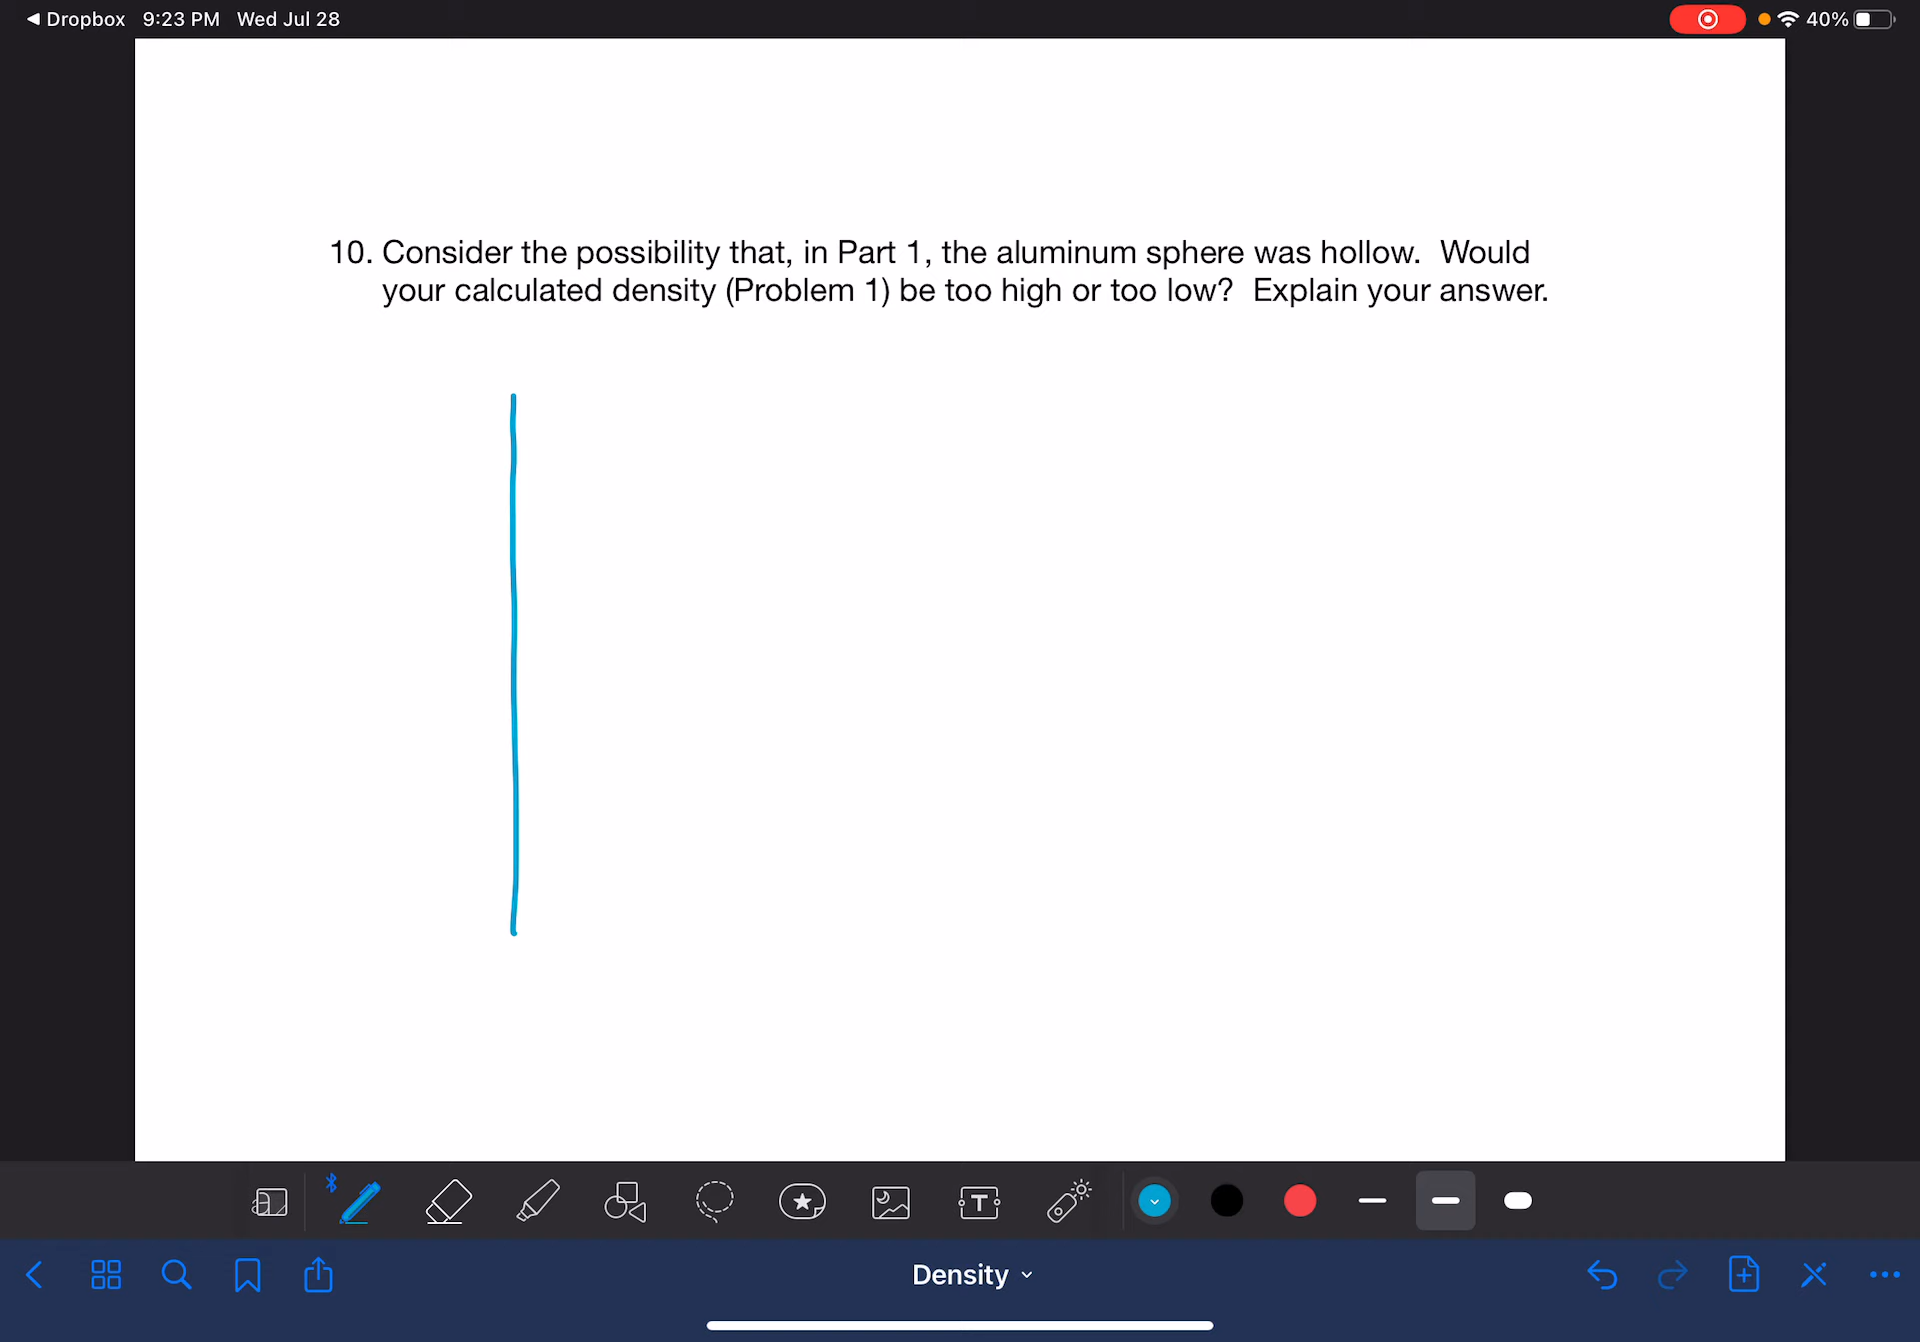 Dropbox 9:23 PM Wed Jul 28 40%
10. Consider the possibility that, in Part 1, the aluminum sphere was hollow. Would
your calculated density (Problem 1) be too high or too low? Explain your answer.
T
Density